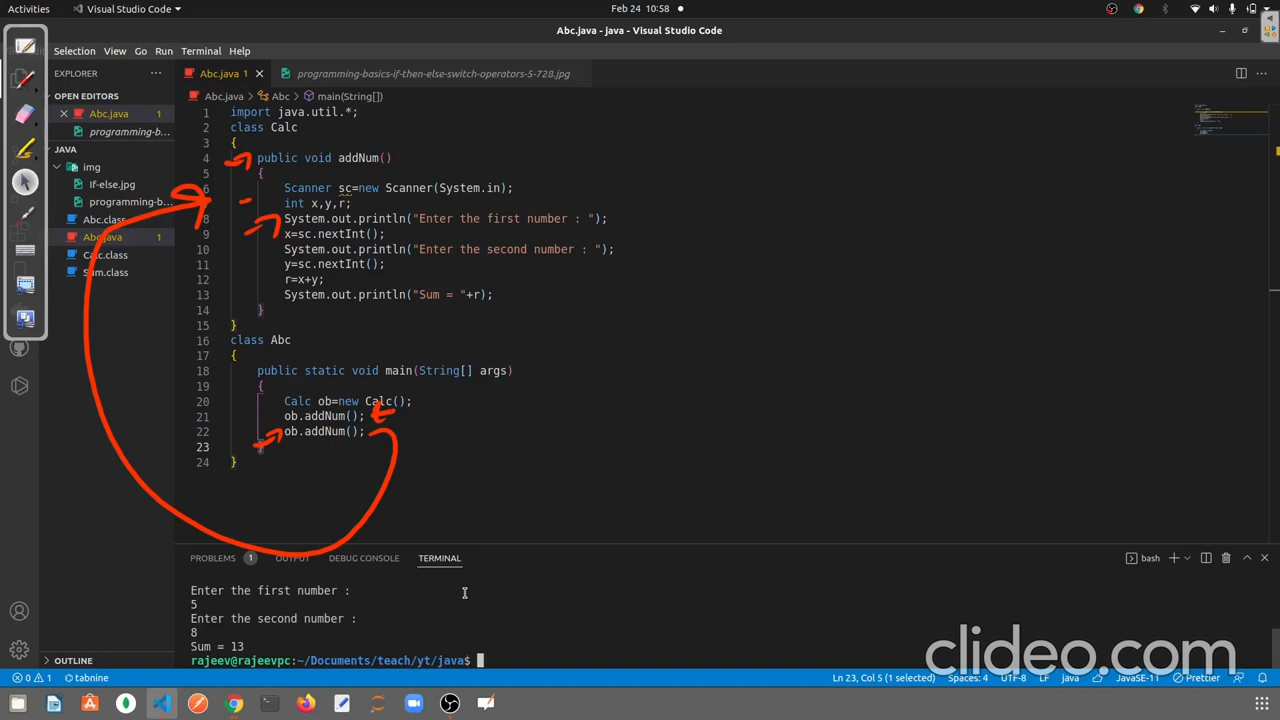 Activities
Visual Studio Code
Feb 24 10:58
Abc.java - java - Visual Studio Code
Selection View Go Run Terminal Help
EXPLORER
Abc.java 1
programming-basics-if-then-else-switch-operators-5-728.jpg
OPEN EDITORS
Abc.java > Abc > main(String[])
Abc.java 1
programming-b...
JAVA
img
If-else.jpg
programming-b...
Abc.class
Abc.java 1
Calc.class
Sum.class
1 import java.util.*;
2 class Calc
3 {
4 public void addNum()
5 {
6 Scanner sc=new Scanner(System.in);
int x,y,r;
8 System.out.println("Enter the first number : ");
9 x=sc.nextInt();
10 System.out.println("Enter the second number : ");
11 y=sc.nextInt();
12 r=x+y;
13 System.out.println("Sum = "+r);
14 }
15 }
16 class Abc
17 {
18 public static void main(String[] args)
19 {
20 Calc ob=new Calc();
21 ob.addNum();
22 ob.addNum();
23 }
24 }
PROBLEMS 1 OUTPUT DEBUG CONSOLE TERMINAL
bash
Enter the first number :
5
Enter the second number :
8
Sum = 13
rajeev@rajeevpc:~/Documents/teach/yt/java$
OUTLINE
clideo.com
0 1 tabnine
Ln 23, Col 5 (1 selected) Spaces: 4 UTF-8 LF java JavaSE-11 Prettier